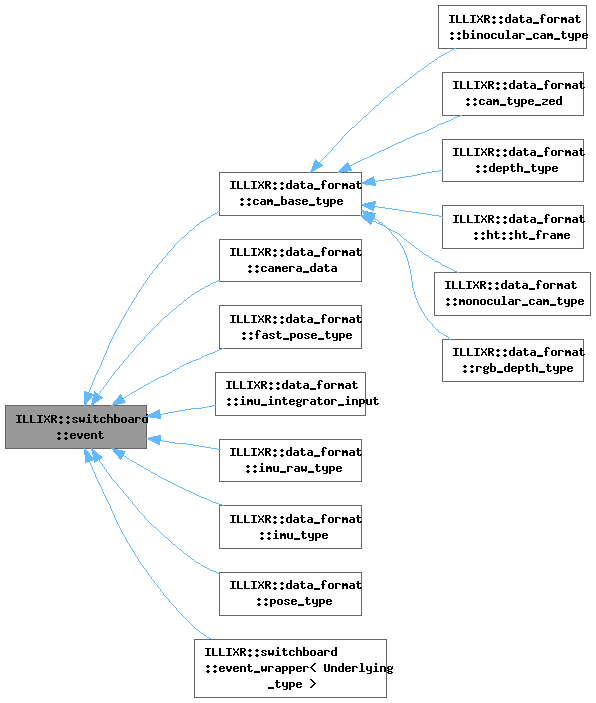 ILLIXR::data_format
::binocular_cam_type
ILLIXR::data_format
::cam_type_zed
ILLIXR::data_format
::depth_type
ILLIXR::data_format
::cam_base_type
ILLIXR::data_format
::ht::ht_frame
ILLIXR::data_format
::camera_data
ILLIXR::data_format
::monocular_cam_type
ILLIXR::data_format
::fast_pose_type
ILLIXR::data_format
::rgb_depth_type
ILLIXR::data_format
::imu_integrator_input
ILLIXR::switchboard
::event
ILLIXR::data_format
::imu_raw_type
ILLIXR::data_format
::imu_type
ILLIXR::data_format
::pose_type
ILLIXR::switchboard
::event_wrapper< Underlying
_type >